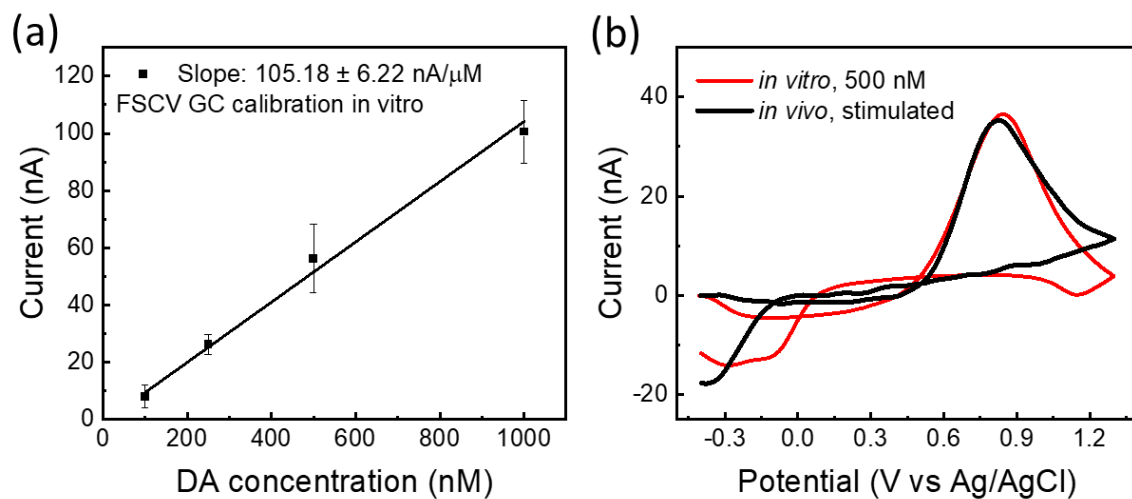 (a)
120
100
80
60
40
20
0
Current (nA)
Slope: 105.18 ± 6.22 nA/μM
FSCV GC calibration in vitro
0 200 400 600 800 1000
DA concentration (nM)
(b)
40
20
0
-20
Current (nA)
in vitro, 500 nM
in vivo, stimulated
-0.3 0.0 0.3 0.6 0.9 1.2
Potential (V vs Ag/AgCl)